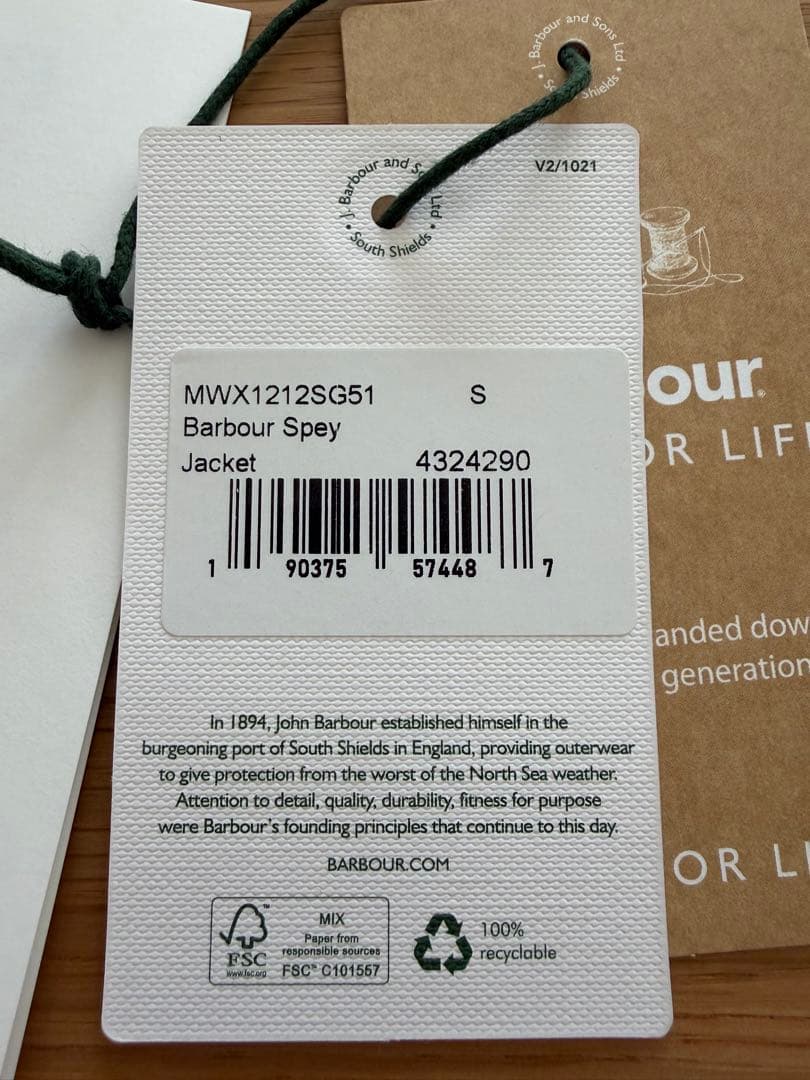 J. Barbour and Sons Ltd • South Shields •
V2/1021
J. Barbour and Ltd • South Shields •
MWX1212SG51 S
Barbour Spey
Jacket 4324290
1 90375 57448 7
In 1894, John Barbour established himself in the
burgeoning port of South Shields in England, providing outerwear
to give protection from the worst of the North Sea weather.
Attention to detail, quality, durability, fitness for purpose
were Barbour's founding principles that continue to this day.
BARBOUR.COM
FSC™
www.fsc.org
MIX
Paper from
responsible sources
FSC™ C101557
100%
recyclable
our
OR LIF
anded dow
generation
OR LI